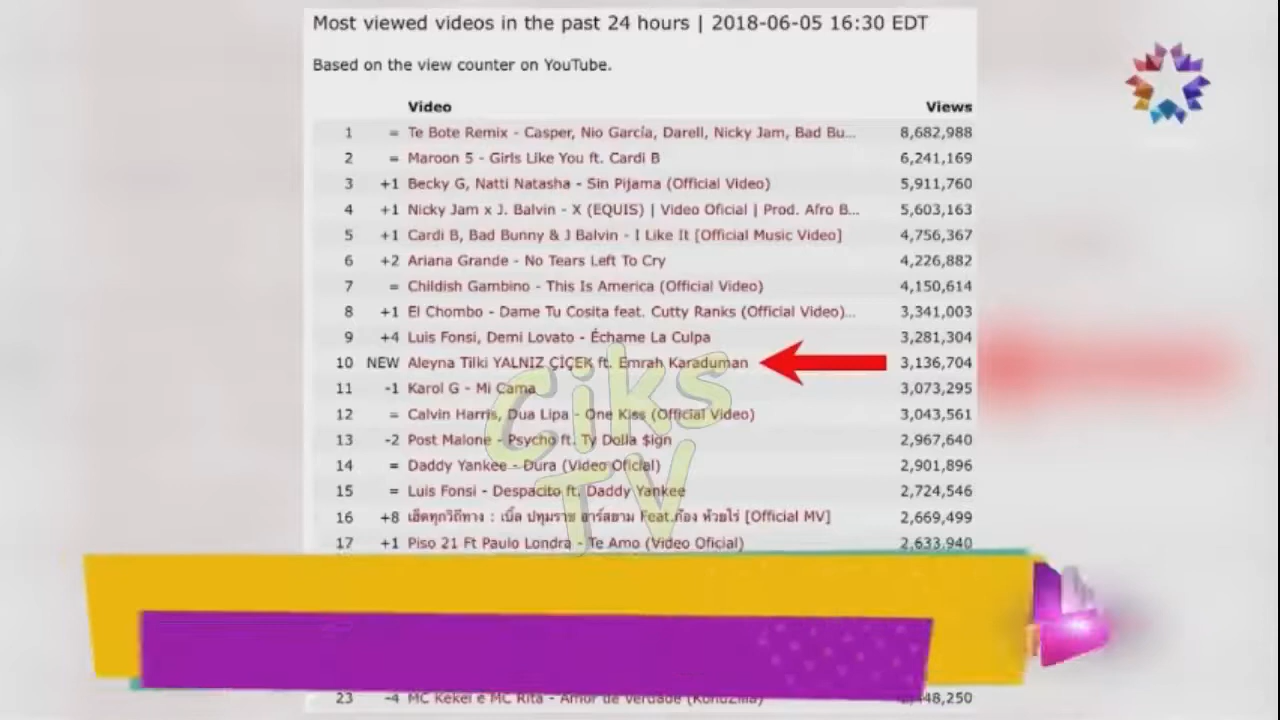 Most viewed videos in the past 24 hours | 2018-06-05 16:30 EDT
Based on the view counter on YouTube.
Video Views
1 = Te Bote Remix - Casper, Nio García, Darell, Nicky Jam, Bad Bu... 8,682,988
2 = Maroon 5 - Girls Like You ft. Cardi B 6,241,169
3 +1 Becky G, Natti Natasha - Sin Pijama (Official Video) 5,911,760
4 +1 Nicky Jam x J. Balvin - X (EQUIS) | Video Oficial | Prod. Afro B... 5,603,163
5 +1 Cardi B, Bad Bunny & J Balvin - I Like It [Official Music Video] 4,756,367
6 +2 Ariana Grande - No Tears Left To Cry 4,226,882
7 = Childish Gambino - This Is America (Official Video) 4,150,614
8 +1 El Chombo - Dame Tu Cosita feat. Cutty Ranks (Official Video)... 3,341,003
9 +4 Luis Fonsi, Demi Lovato - Échame La Culpa 3,281,304
10 NEW Aleyna Tilki YALNIZ ÇİÇEK ft. Emrah Karaduman 3,136,704
11 -1 Karol G - Mi Cama 3,073,295
12 = Calvin Harris, Dua Lipa - One Kiss (Official Video) 3,043,561
13 -2 Post Malone - Psycho ft. Ty Dolla $ign 2,967,640
14 = Daddy Yankee - Dura (Video Oficial) 2,901,896
15 = Luis Fonsi - Despacito ft. Daddy Yankee 2,724,546
16 +8 เฮ็ดทุกวิถีทาง : เบิ้ล ปทุมราช อาร์สยาม Feat.ก้อง ห้วยไร่ [Official MV] 2,669,499
17 +1 Piso 21 Ft Paulo Londra - Te Amo (Video Oficial) 2,633,940
23 -4 MC Kekel e MC Rita - Amor de Verdade (KondZilla) 448,250
Ciks
TV